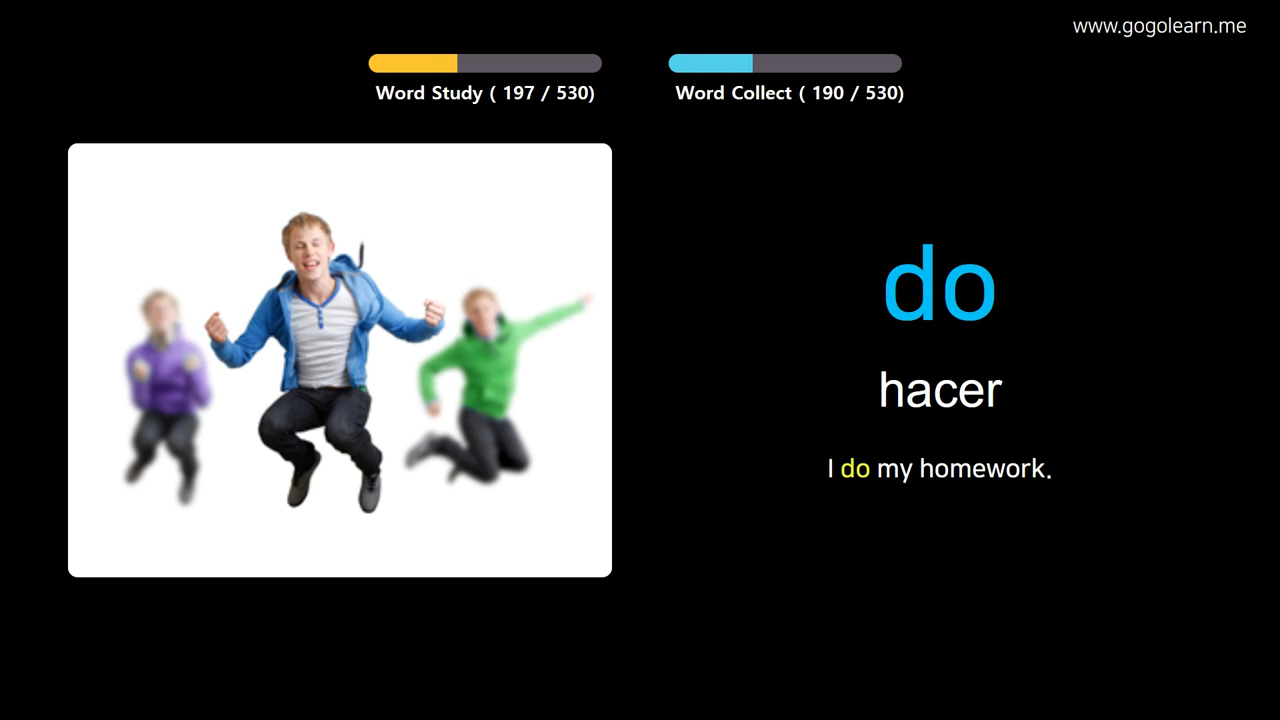 www.gogolearn.me
Word Study ( 197 / 530)
Word Collect ( 190 / 530)
do
hacer
I do my homework.